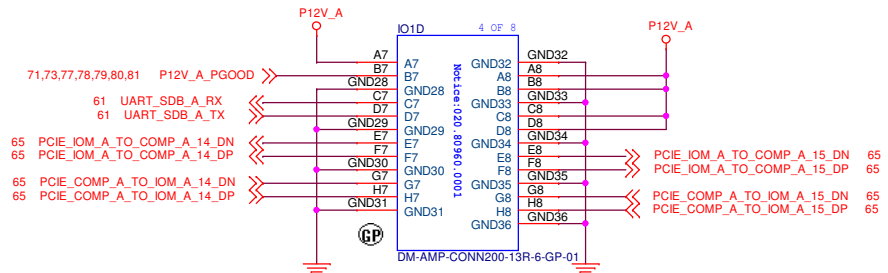 P12V_A
IO1D
4 OF 8
P12V_A
A7 A7 GND32 GND32
71,73,77,78,79,80,81 P12V_A_PGOOD B7 B7 A8 A8
GND28 GND28 B8 B8
61 UART_SDB_A_RX C7 C7 GND33 GND33
61 UART_SDB_A_TX D7 D7 C8 C8
GND29 GND29 D8 D8
65 PCIE_IOM_A_TO_COMP_A_14_DN E7 E7 GND34 GND34
65 PCIE_IOM_A_TO_COMP_A_14_DP F7 F7 E8 E8 PCIE_IOM_A_TO_COMP_A_15_DN 65
GND30 GND30 F8 F8 PCIE_IOM_A_TO_COMP_A_15_DP 65
65 PCIE_COMP_A_TO_IOM_A_14_DN G7 G7 GND35 GND35
65 PCIE_COMP_A_TO_IOM_A_14_DP H7 H7 G8 G8 PCIE_COMP_A_TO_IOM_A_15_DN 65
GND31 GND31 H8 H8 PCIE_COMP_A_TO_IOM_A_15_DP 65
GND36 GND36
Notice:020.80960.0001
GP
DM-AMP-CONN200-13R-6-GP-01